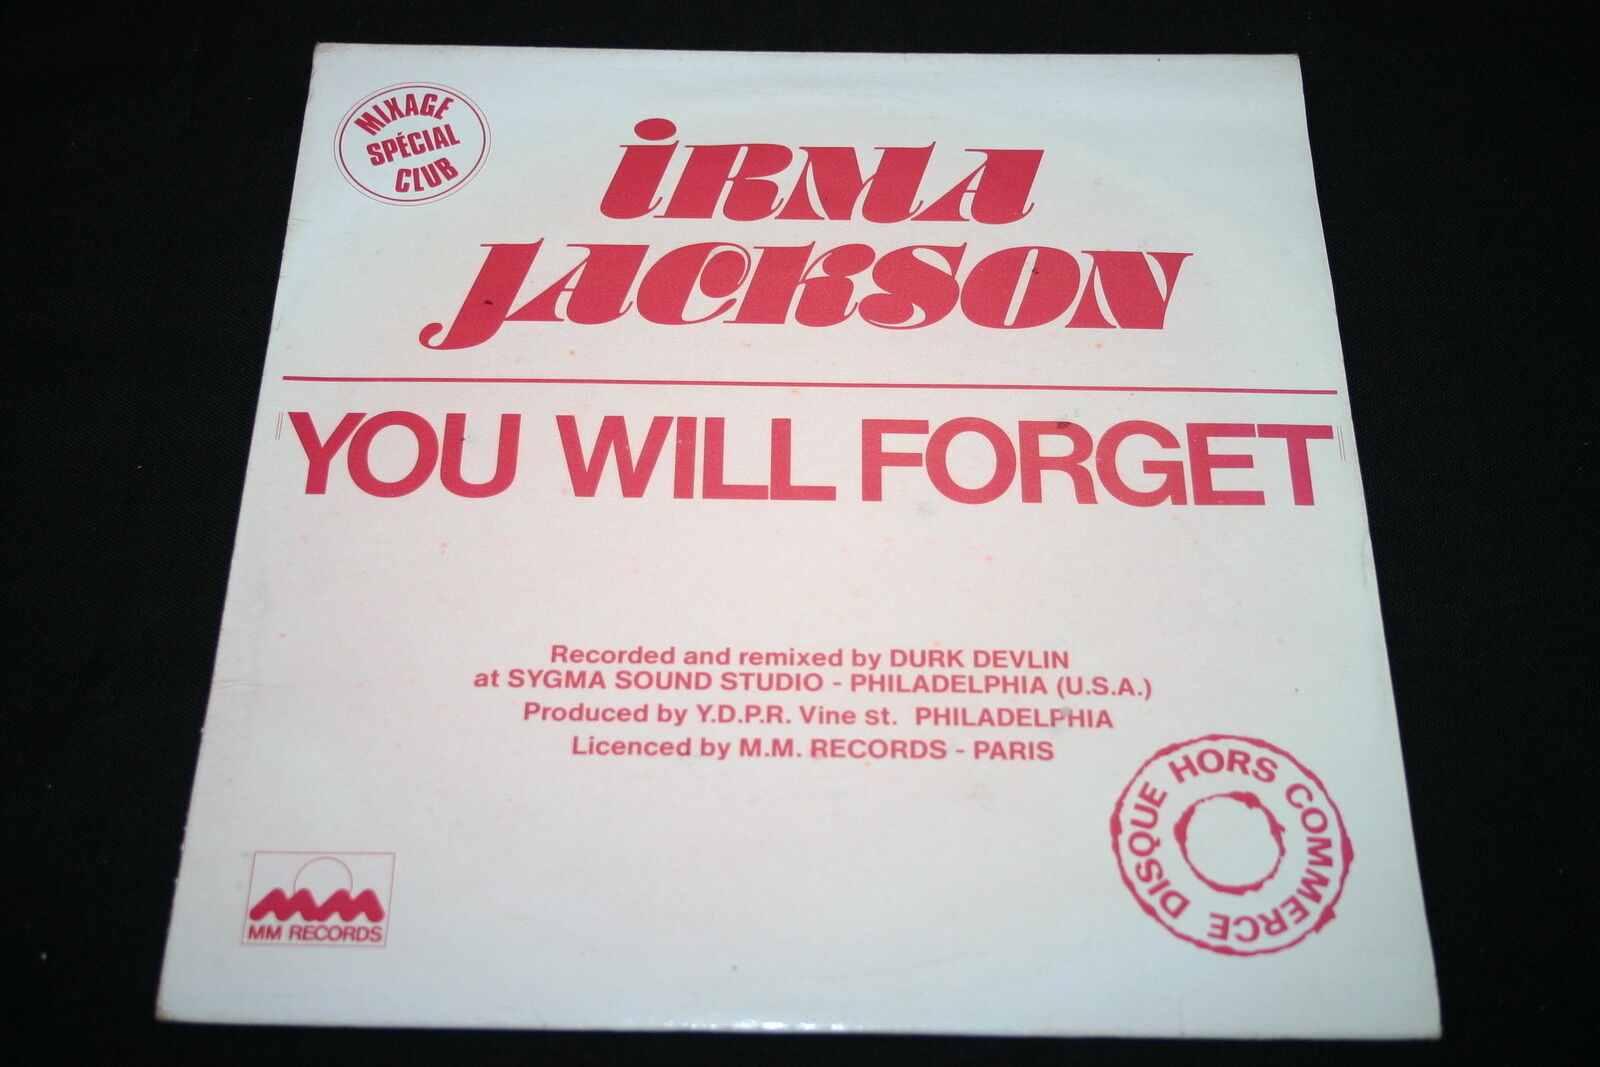 MIXAGE
SPÉCIAL
CLUB
iRMA
JACKSON
YOU WILL FORGET
Recorded and remixed by DURK DEVLIN
at SYGMA SOUND STUDIO - PHILADELPHIA (U.S.A.)
Produced by Y.D.P.R. Vine st. PHILADELPHIA
Licenced by M.M. RECORDS - PARIS
DISQUE HORS COMMERCE
MM
MM RECORDS